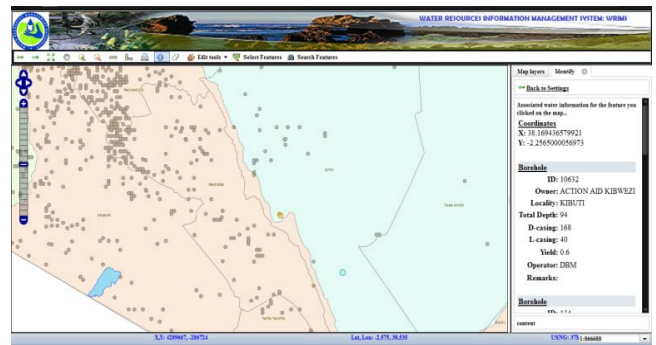 WATER RESOURCES INFORMATION MANAGEMENT SYSTEM: WRIMS
Edit tools
Select Features
Search Features
Map layers
Identify
Back to Settings
Associated water information for the feature you
clicked on the map...
Coordinates
X: 38.169436579921
Y: -2.2565000056973
Borehole
ID: 10632
Owner: ACTION AID KIBWEZI
Locality: KIBUTI
Total Depth: 94
D-casing: 168
L-casing: 40
Yield: 0.6
Operator: DBM
Remarks:
Borehole
content
X,Y: 4289667, -286724
Lat, Lon: -2.575, 38.535